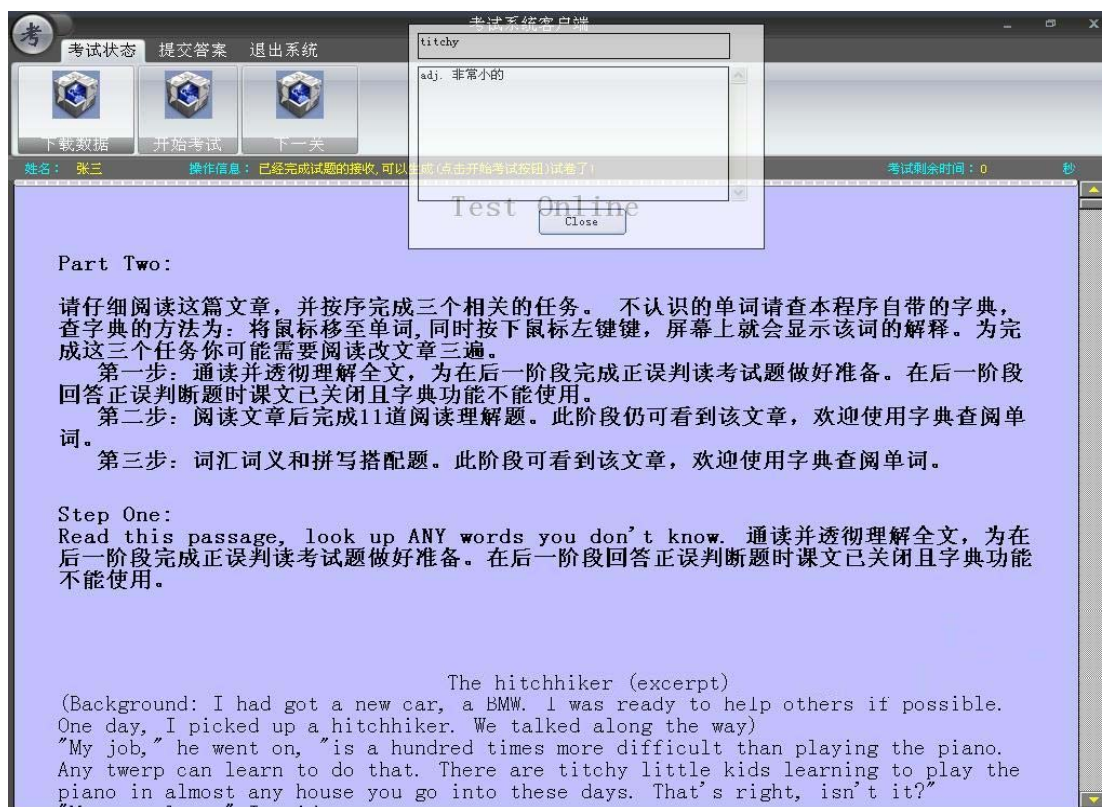 考试系统客户端
考
考试状态 提交答案 退出系统
titchy
adj. 非常小的
下载数据 开始考试 下一关
姓名： 张三 操作信息：已经完成试题的接收,可以生成(点击开始考试按钮)试卷了! 考试剩余时间：0 秒
Test Online
Close
Part Two:
请仔细阅读这篇文章，并按序完成三个相关的任务。 不认识的单词请查本程序自带的字典，
查字典的方法为：将鼠标移至单词,同时按下鼠标左键键，屏幕上就会显示该词的解释。为完
成这三个任务你可能需要阅读改文章三遍。
第一步：通读并透彻理解全文，为在后一阶段完成正误判读考试题做好准备。在后一阶段
回答正误判断题时课文已关闭且字典功能不能使用。
第二步：阅读文章后完成11道阅读理解题。此阶段仍可看到该文章，欢迎使用字典查阅单
词。
第三步：词汇词义和拼写搭配题。此阶段可看到该文章，欢迎使用字典查阅单词。
Step One:
Read this passage, look up ANY words you don't know. 通读并透彻理解全文，为在
后一阶段完成正误判读考试题做好准备。在后一阶段回答正误判断题时课文已关闭且字典功能
不能使用。
The hitchhiker (excerpt)
(Background: I had got a new car, a BMW. I was ready to help others if possible.
One day, I picked up a hitchhiker. We talked along the way)
"My job," he went on, "is a hundred times more difficult than playing the piano.
Any twerp can learn to do that. There are titchy little kids learning to play the
piano in almost any house you go into these days. That's right, isn't it?"